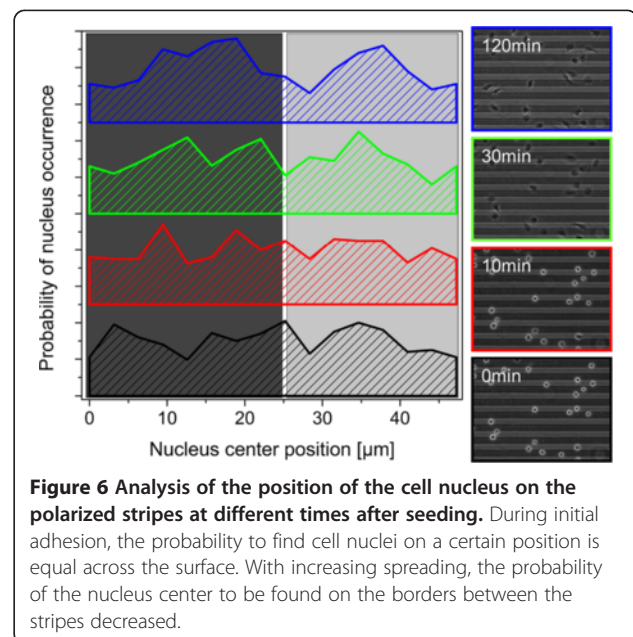 120min
30min
10min
0min
Probability of nucleus occurrence
0 10 20 30 40
Nucleus center position [µm]
Figure 6 Analysis of the position of the cell nucleus on the
polarized stripes at different times after seeding. During initial
adhesion, the probability to find cell nuclei on a certain position is
equal across the surface. With increasing spreading, the probability
of the nucleus center to be found on the borders between the
stripes decreased.